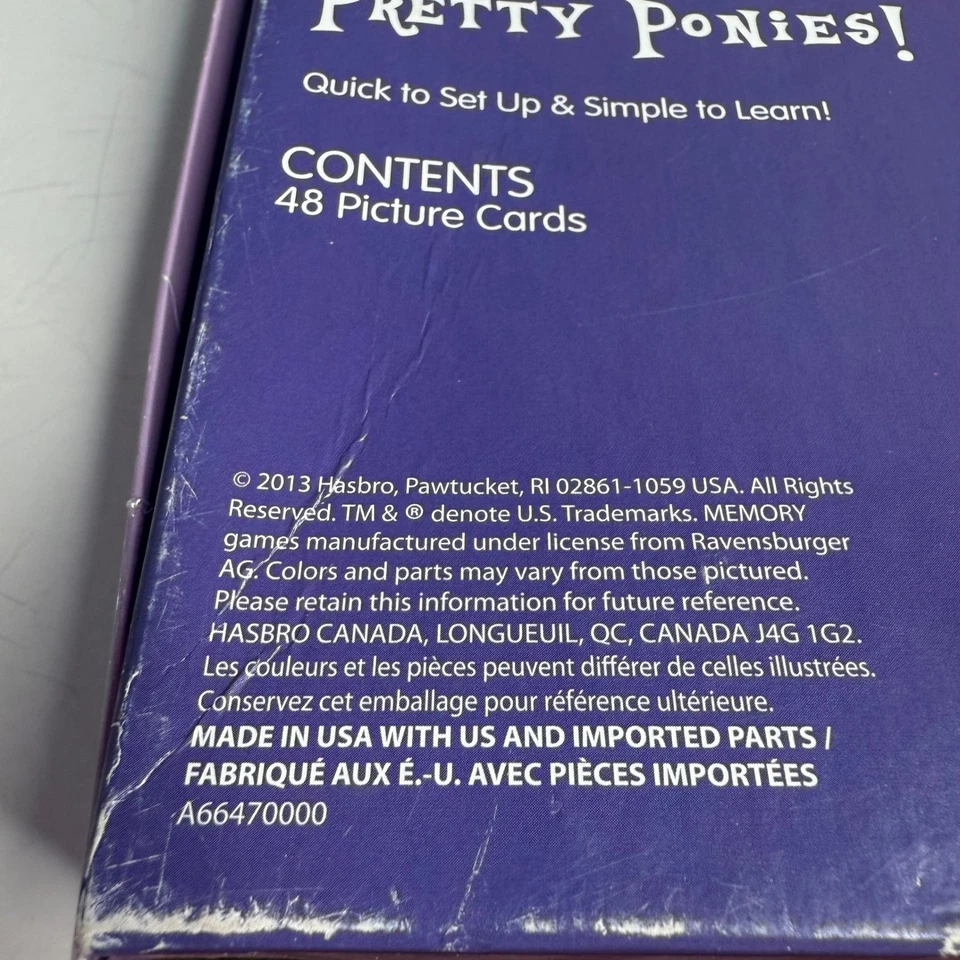 PRETTY PONIES!
Quick to Set Up & Simple to Learn!
CONTENTS
48 Picture Cards
© 2013 Hasbro, Pawtucket, RI 02861-1059 USA. All Rights
Reserved. TM & ® denote U.S. Trademarks. MEMORY
games manufactured under license from Ravensburger
AG. Colors and parts may vary from those pictured.
Please retain this information for future reference.
HASBRO CANADA, LONGUEUIL, QC, CANADA J4G 1G2.
Les couleurs et les pièces peuvent différer de celles illustrées.
Conservez cet emballage pour référence ultérieure.
MADE IN USA WITH US AND IMPORTED PARTS /
FABRIQUÉ AUX É.-U. AVEC PIÈCES IMPORTÉES
A66470000